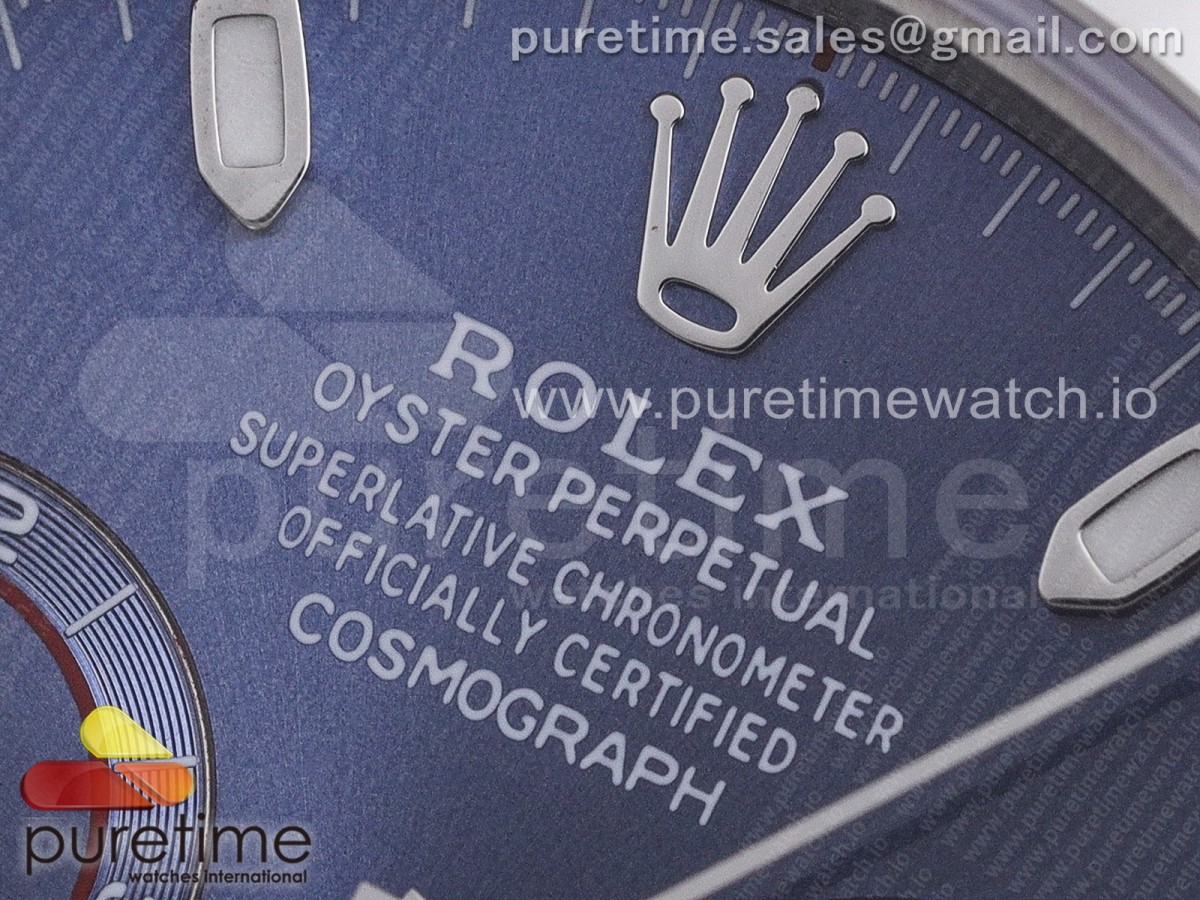 puretime.sales@gmail.com
ROLEX
www.puretimewatch.io
OYSTER PERPETUAL
SUPERLATIVE CHRONOMETER
OFFICIALLY CERTIFIED
COSMOGRAPH
puretime
watches international
puretime
watches international